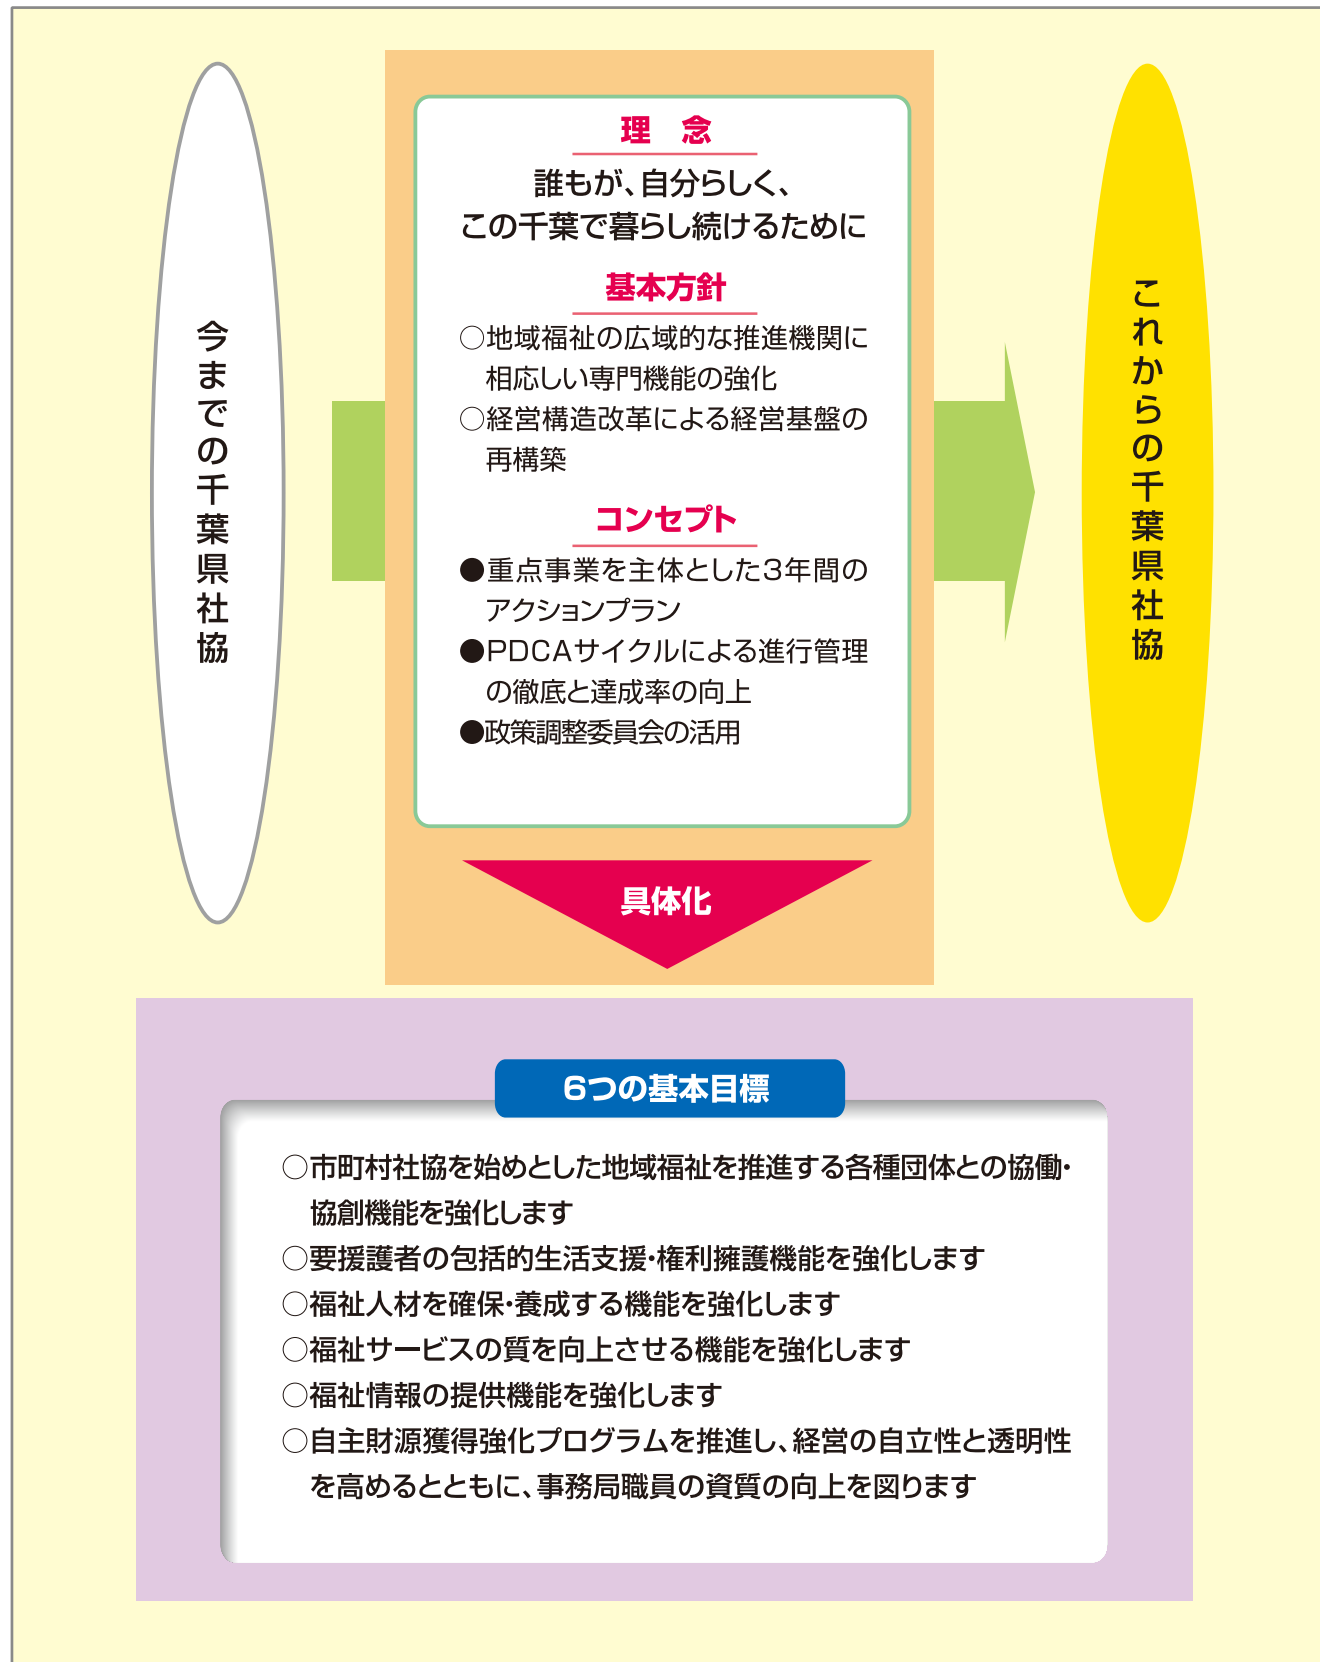 今までの千葉県社協
理　念
誰もが、自分らしく、
この千葉で暮らし続けるために
基本方針
○地域福祉の広域的な推進機関に
相応しい専門機能の強化
○経営構造改革による経営基盤の
再構築
コンセプト
●重点事業を主体とした3年間の
アクションプラン
●PDCAサイクルによる進行管理
の徹底と達成率の向上
●政策調整委員会の活用
具体化
これからの千葉県社協
6つの基本目標
○市町村社協を始めとした地域福祉を推進する各種団体との協働・
協創機能を強化します
○要援護者の包括的生活支援・権利擁護機能を強化します
○福祉人材を確保・養成する機能を強化します
○福祉サービスの質を向上させる機能を強化します
○福祉情報の提供機能を強化します
○自主財源獲得強化プログラムを推進し、経営の自立性と透明性
を高めるとともに、事務局職員の資質の向上を図ります